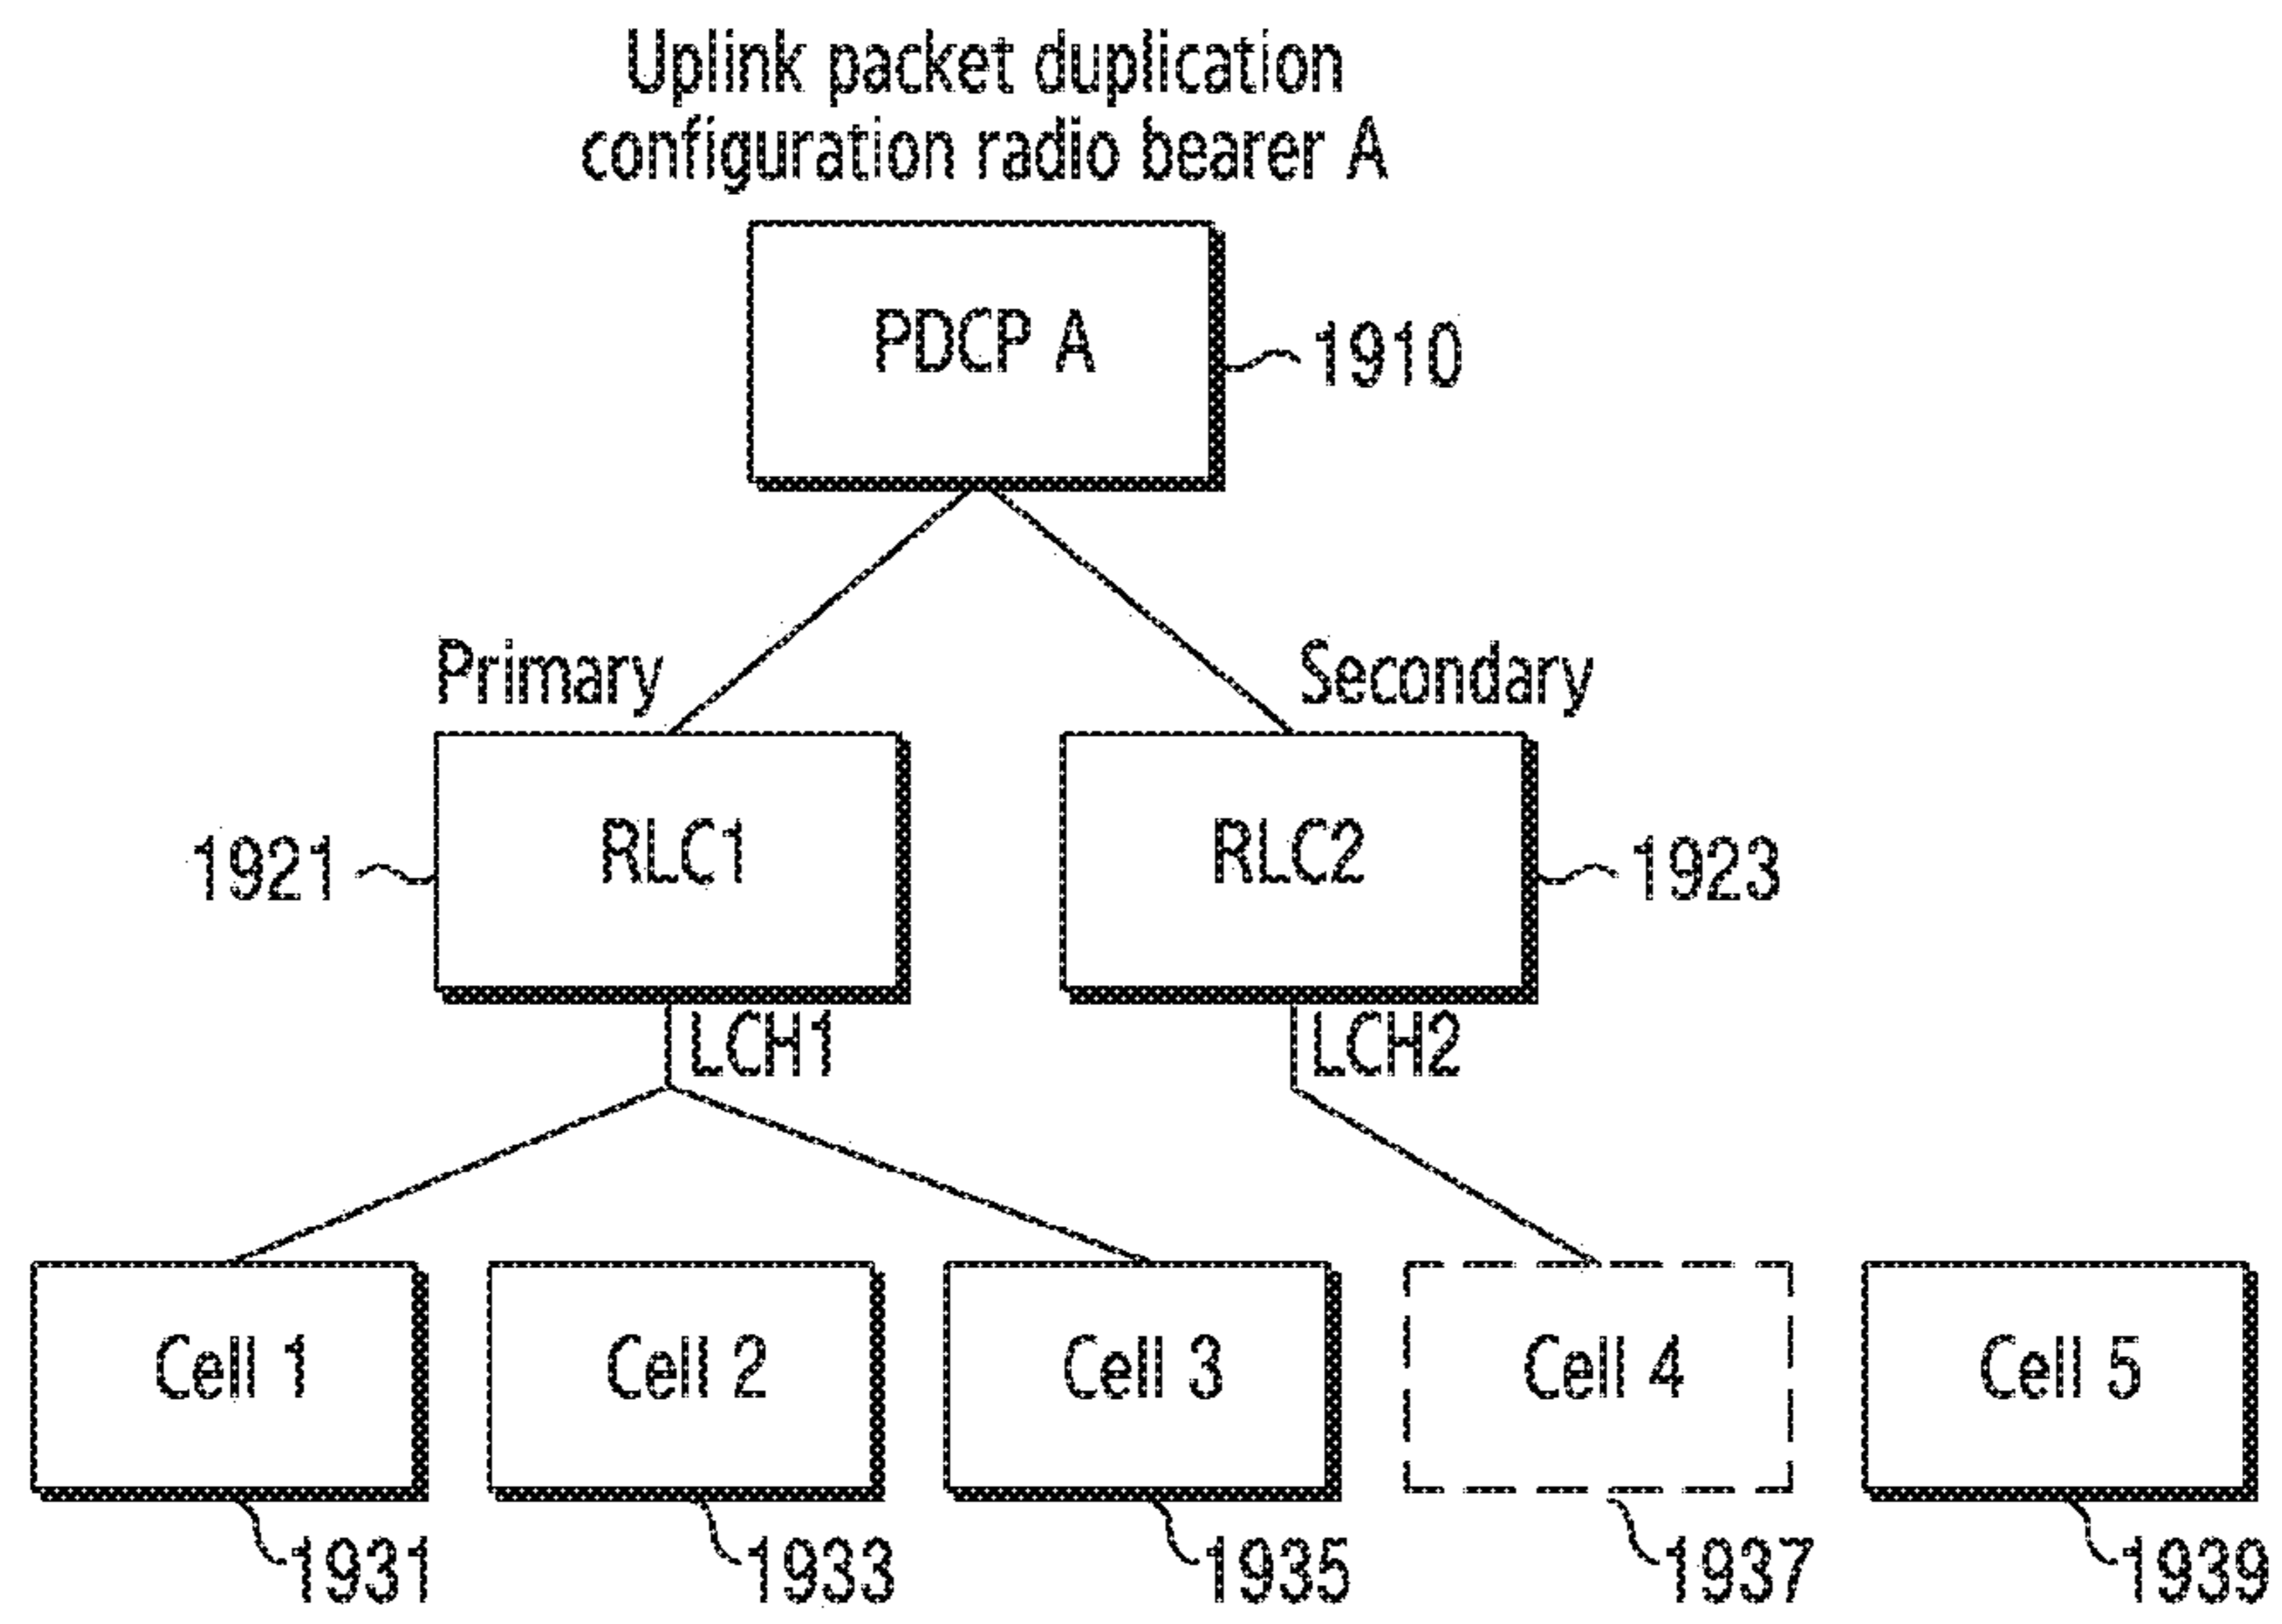 Uplink packet duplication
configuration radio bearer A
PDCP A
1910
Primary
Secondary
1921
RLC1
RLC2
1923
LCH1
LCH2
Cell 1
Cell 2
Cell 3
Cell 4
Cell 5
1931
1933
1935
1937
1939